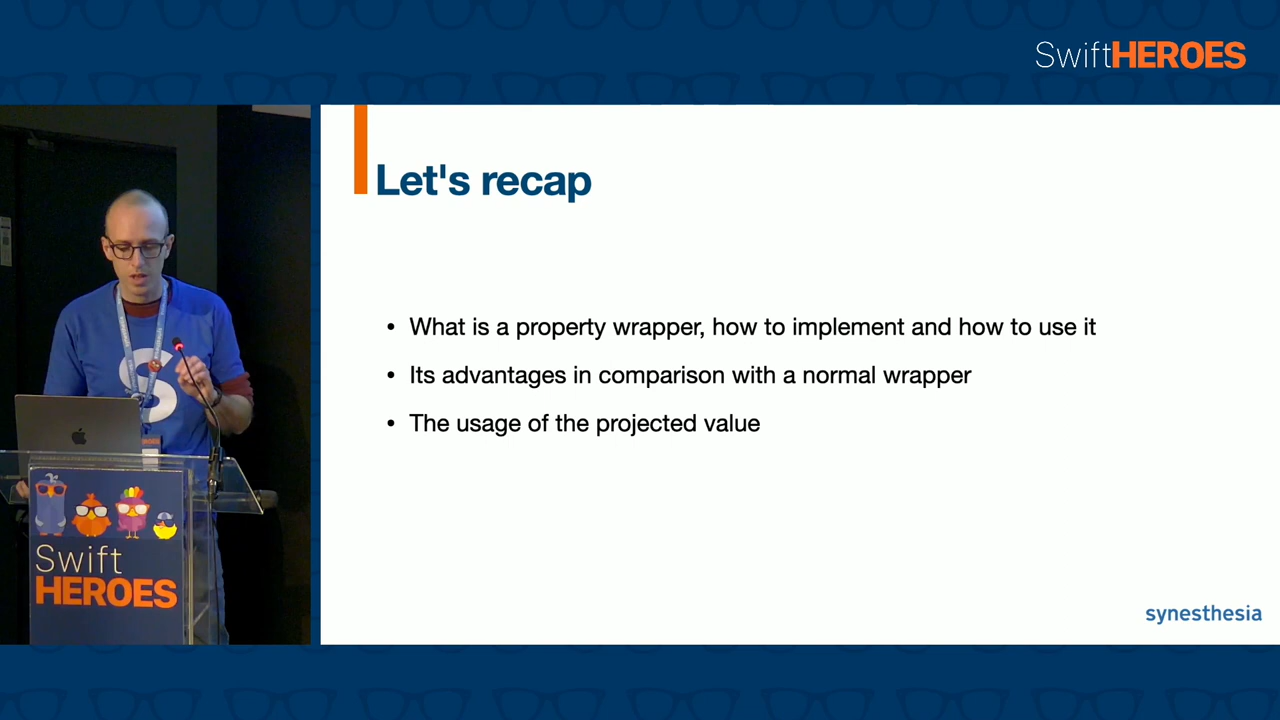 SwiftHEROES
Let's recap
• What is a property wrapper, how to implement and how to use it
• Its advantages in comparison with a normal wrapper
• The usage of the projected value
S
Swift
HEROES
synesthesia